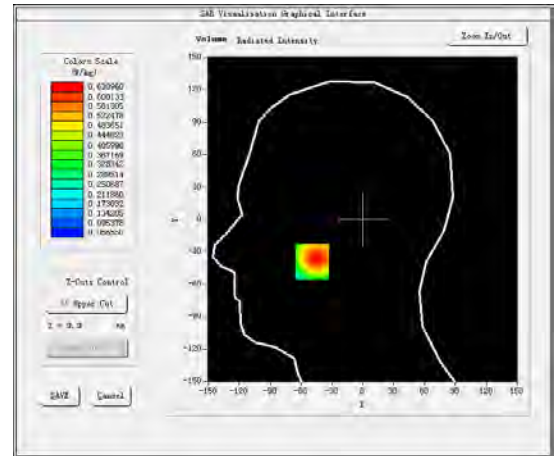 SAR Visualisation Graphical Interface
Volume Radiated Intensity
Zoom In/Out
Colors Scale
(W/kg)
0.638960
0.600133
0.561305
0.522478
0.483651
0.444823
0.405996
0.367169
0.328342
0.289514
0.250687
0.211860
0.173032
0.134205
0.095378
0.056550
150
120
90
60
30
0
-30
-60
-90
-120
-150
Y
-150 -120 -90 -60 -30 0 30 60 90 120 150
X
Z-Cuts Control
Upper Cut
Z = 0.0 mm
SAVE
Cancel